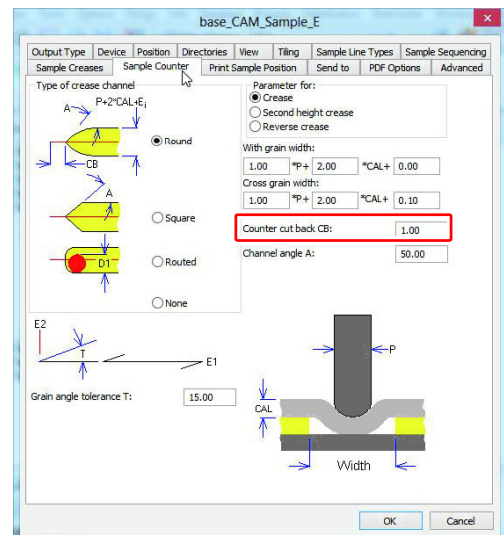 base_CAM_Sample_E
×
Output Type Device Position Directories View Tiling Sample Line Types Sample Sequencing
Sample Creases Sample Counter Print Sample Position Send to PDF Options Advanced
Type of crease channel
A P+2*CAL+Ei
CB
Round
A
Square
D1
Routed
None
Parameter for:
Crease
Second height crease
Reverse crease
With grain width:
1.00 *P+ 2.00 *CAL+ 0.00
Cross grain width:
1.00 *P+ 2.00 *CAL+ 0.10
Counter cut back CB: 1.00
Channel angle A: 50.00
E2
T
E1
Grain angle tolerance T: 15.00
P
CAL
Width
OK Cancel